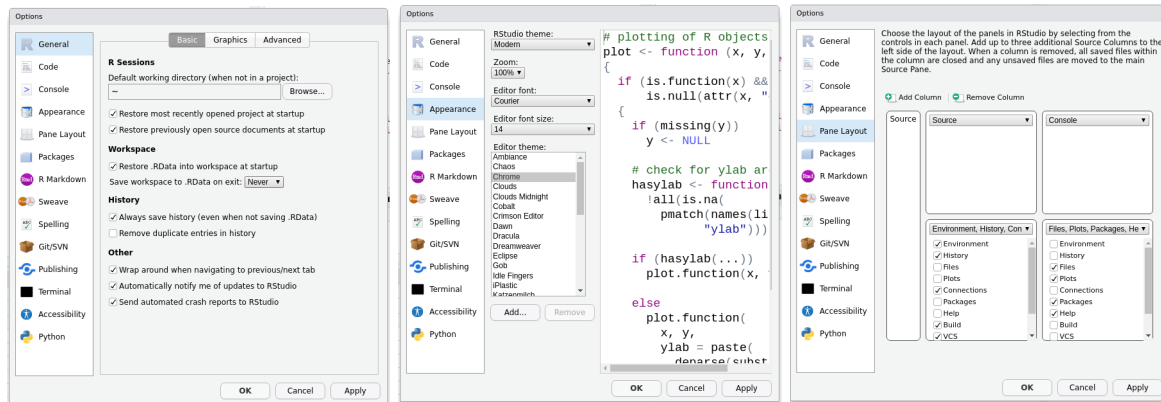 Options
General
Code
Console
Appearance
Pane Layout
Packages
R Markdown
Sweave
Spelling
Git/SVN
Publishing
Terminal
Accessibility
Python
Basic Graphics Advanced
R Sessions
Default working directory (when not in a project):
~ Browse...
Restore most recently opened project at startup
Restore previously open source documents at startup
Workspace
Restore .RData into workspace at startup
Save workspace to .RData on exit: Never
History
Always save history (even when not saving .RData)
Remove duplicate entries in history
Other
Wrap around when navigating to previous/next tab
Automatically notify me of updates to RStudio
Send automated crash reports to RStudio
OK Cancel Apply
Options
General
Code
Console
Appearance
Pane Layout
Packages
R Markdown
Sweave
Spelling
Git/SVN
Publishing
Terminal
Accessibility
Python
RStudio theme:
Modern
Zoom:
100%
Editor font:
Courier
Editor font size:
14
Editor theme:
Ambiance
Chaos
Chrome
Clouds
Clouds Midnight
Cobalt
Crimson Editor
Dawn
Dracula
Dreamweaver
Eclipse
Gob
Idle Fingers
iPlastic
Katzenmilch
Add... Remove
# plotting of R objects
plot <- function (x, y,
{
if (is.function(x) &&
is.null(attr(x, "
{
if (missing(y))
y <- NULL
# check for ylab ar
hasylab <- function
!all(is.na(
pmatch(names(li
"ylab")))
if (hasylab(...))
plot.function(x,
else
plot.function(
x, y,
ylab = paste(
deparse(subst
OK Cancel Apply
Options
General
Code
Console
Appearance
Pane Layout
Packages
R Markdown
Sweave
Spelling
Git/SVN
Publishing
Terminal
Accessibility
Python
Choose the layout of the panels in RStudio by selecting from the
controls in each panel. Add up to three additional Source Columns to the
left side of the layout. When a column is removed, all saved files within
the column are closed and any unsaved files are moved to the main
Source Pane.
Add Column Remove Column
Source
Source
Console
Environment, History, Con
Environment
History
Files
Plots
Connections
Packages
Help
Build
VCS
Files, Plots, Packages, He
Environment
History
Files
Plots
Connections
Packages
Help
Build
VCS
OK Cancel Apply